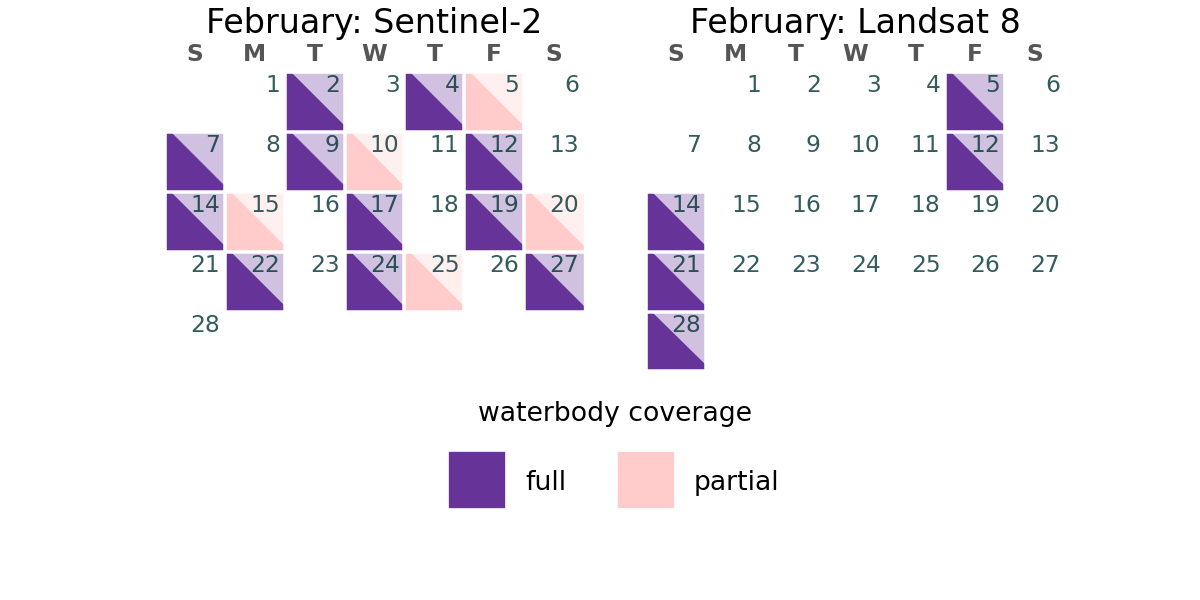 February: Sentinel-2
S M T W T F S
1 2 3 4 5 6
7 8 9 10 11 12 13
14 15 16 17 18 19 20
21 22 23 24 25 26 27
28
February: Landsat 8
S M T W T F S
1 2 3 4 5 6
7 8 9 10 11 12 13
14 15 16 17 18 19 20
21 22 23 24 25 26 27
28
waterbody coverage
full partial